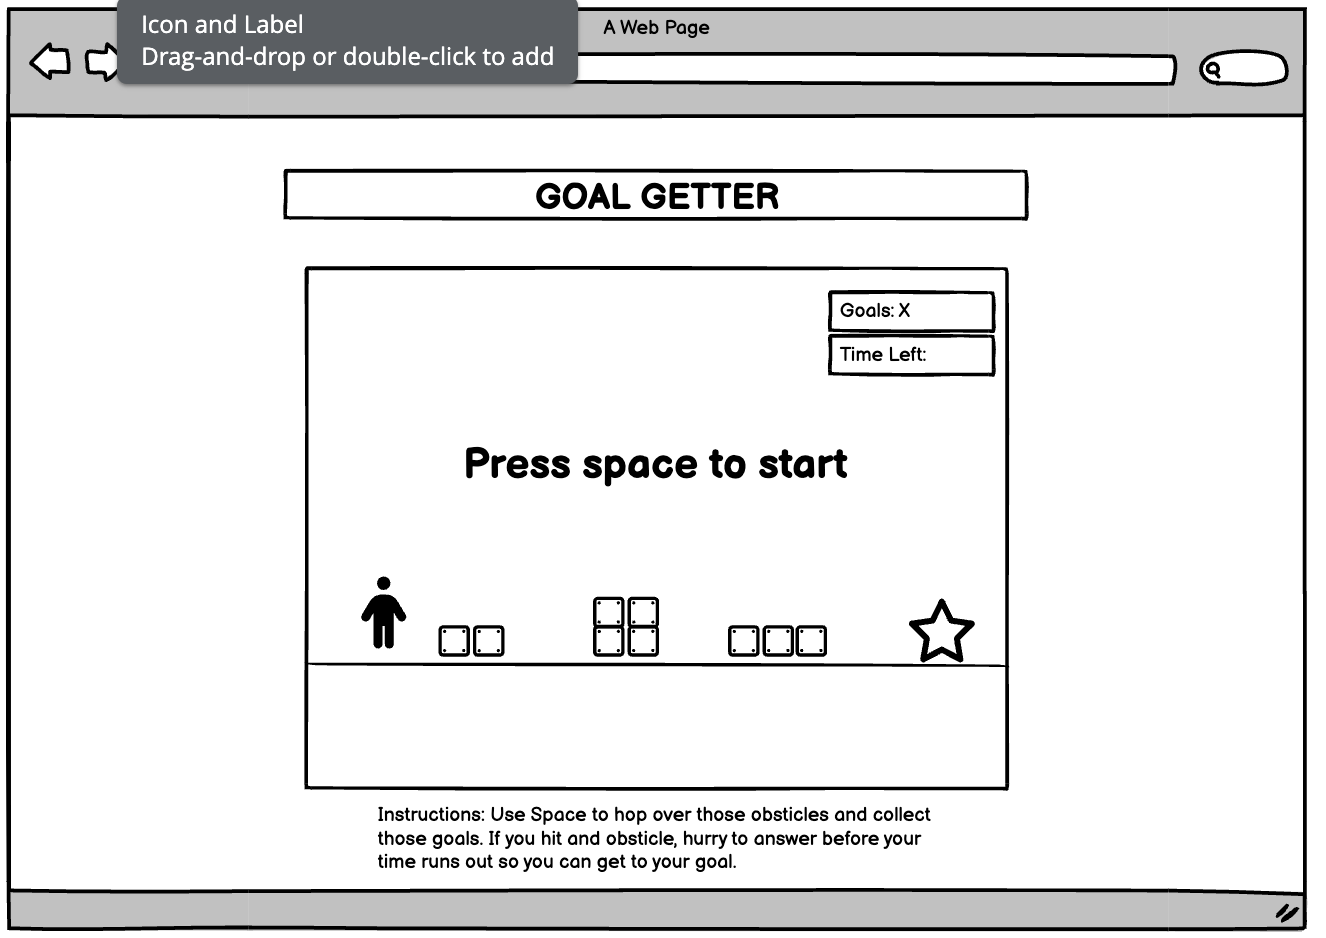 Icon and Label
Drag-and-drop or double-click to add
A Web Page
GOAL GETTER
Goals: X
Time Left:
Press space to start
Instructions: Use Space to hop over those obsticles and collect
those goals. If you hit and obsticle, hurry to answer before your
time runs out so you can get to your goal.